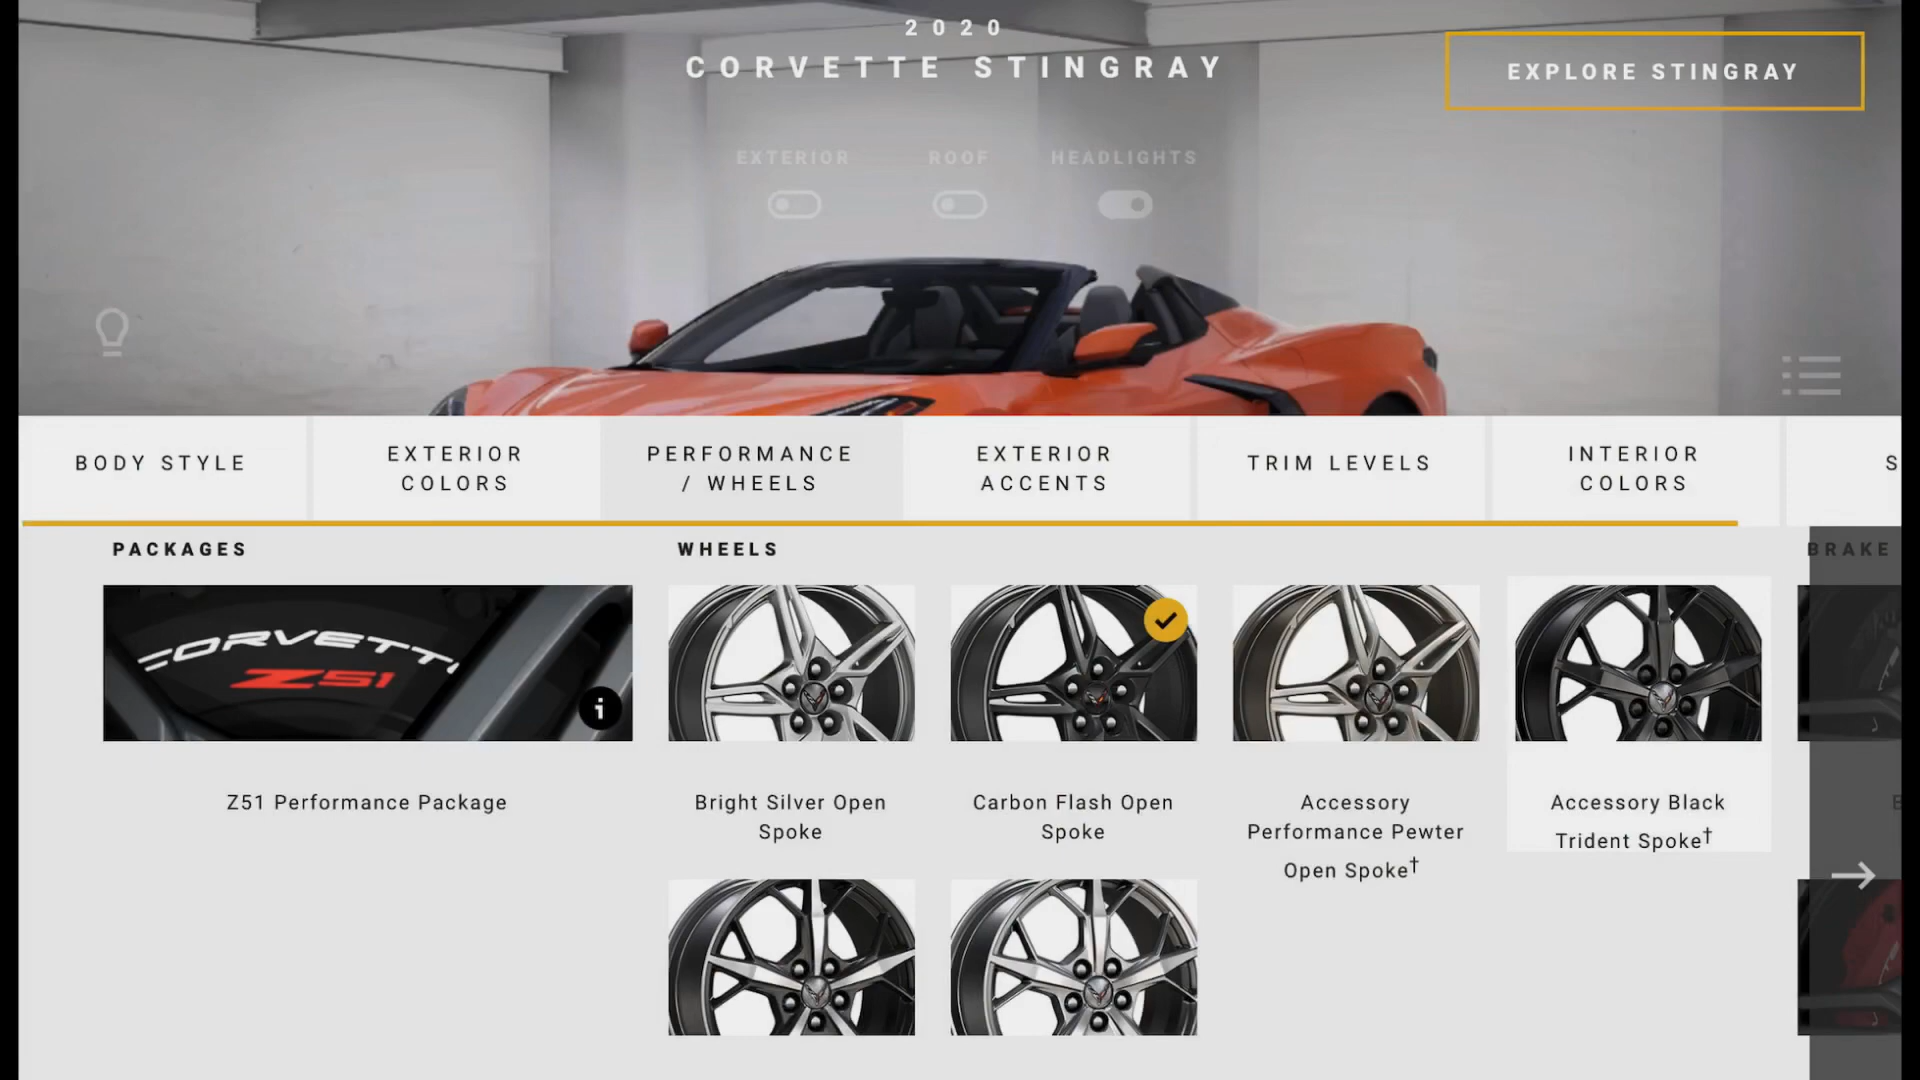 2020
CORVETTE STINGRAY
EXPLORE STINGRAY
EXTERIOR
ROOF
HEADLIGHTS
BODY STYLE
EXTERIOR
COLORS
PERFORMANCE
/ WHEELS
EXTERIOR
ACCENTS
TRIM LEVELS
INTERIOR
COLORS
S
PACKAGES
WHEELS
BRAKE
CORVETTE
Z51
i
Z51 Performance Package
Bright Silver Open
Spoke
Carbon Flash Open
Spoke
Accessory
Performance Pewter
Open Spoke†
Accessory Black
Trident Spoke†